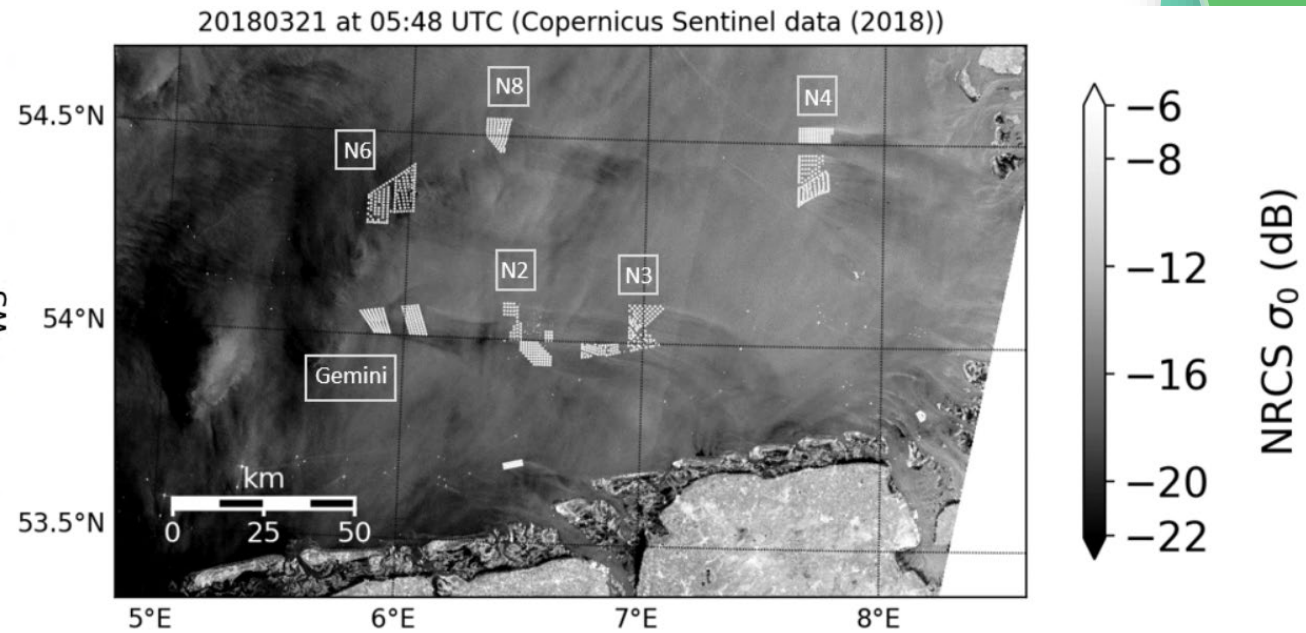 20180321 at 05:48 UTC (Copernicus Sentinel data (2018))
N8
N4
54.5°N
N6
N2
N3
54°N
Gemini
km
0 25 50
53.5°N
5°E 6°E 7°E 8°E
−6
−8
−12
−16
−20
−22
NRCS σ₀ (dB)